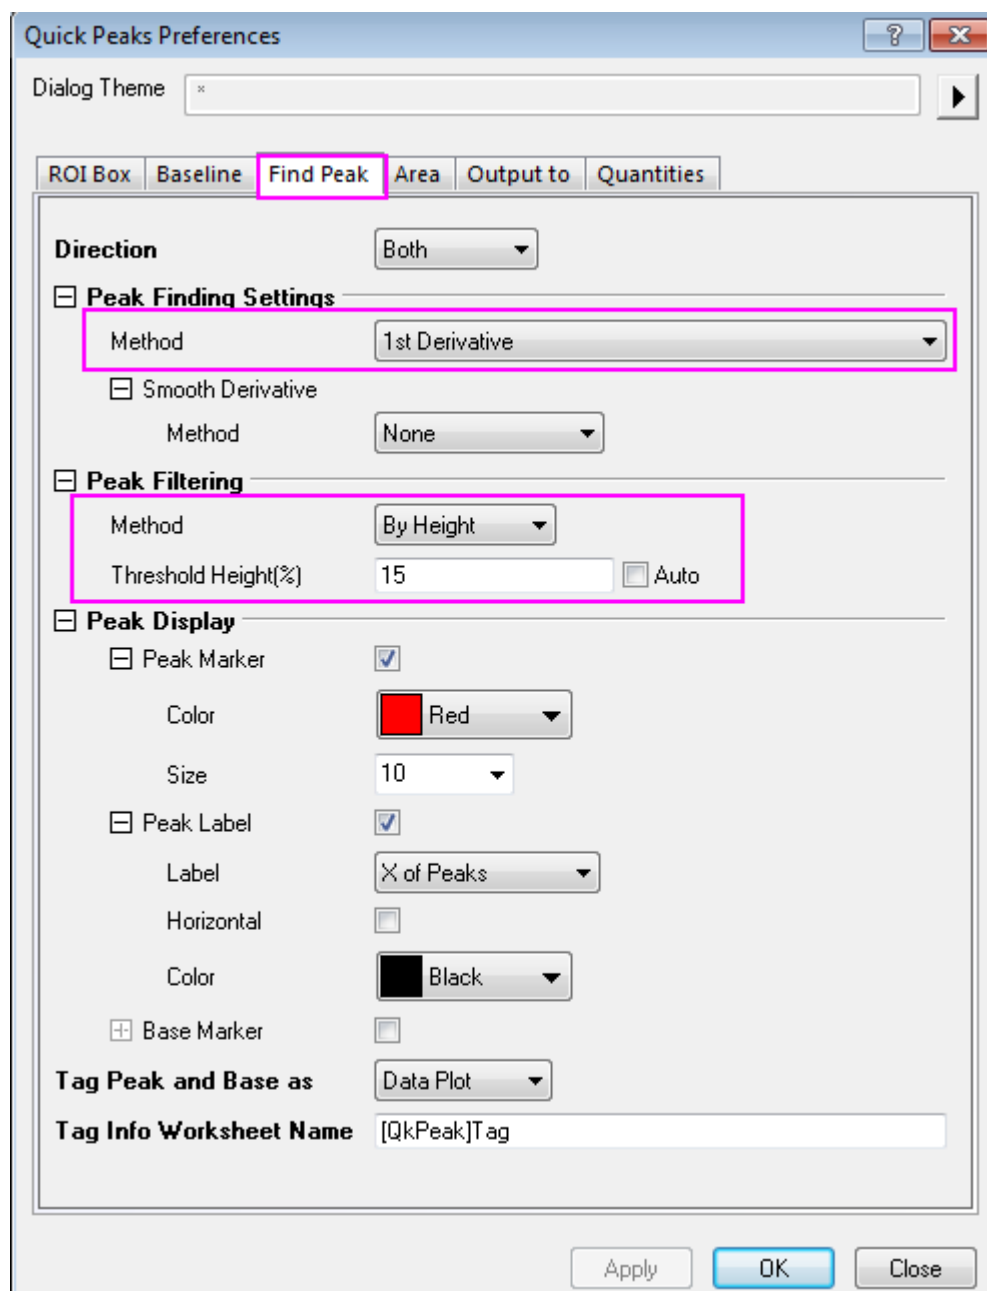 Quick Peaks Preferences
Dialog Theme *
ROI Box Baseline Find Peak Area Output to Quantities
Direction Both
Peak Finding Settings
Method 1st Derivative
Smooth Derivative
Method None
Peak Filtering
Method By Height
Threshold Height(%) 15 Auto
Peak Display
Peak Marker
Color Red
Size 10
Peak Label
Label X of Peaks
Horizontal
Color Black
Base Marker
Tag Peak and Base as Data Plot
Tag Info Worksheet Name [QkPeak]Tag
Apply OK Close